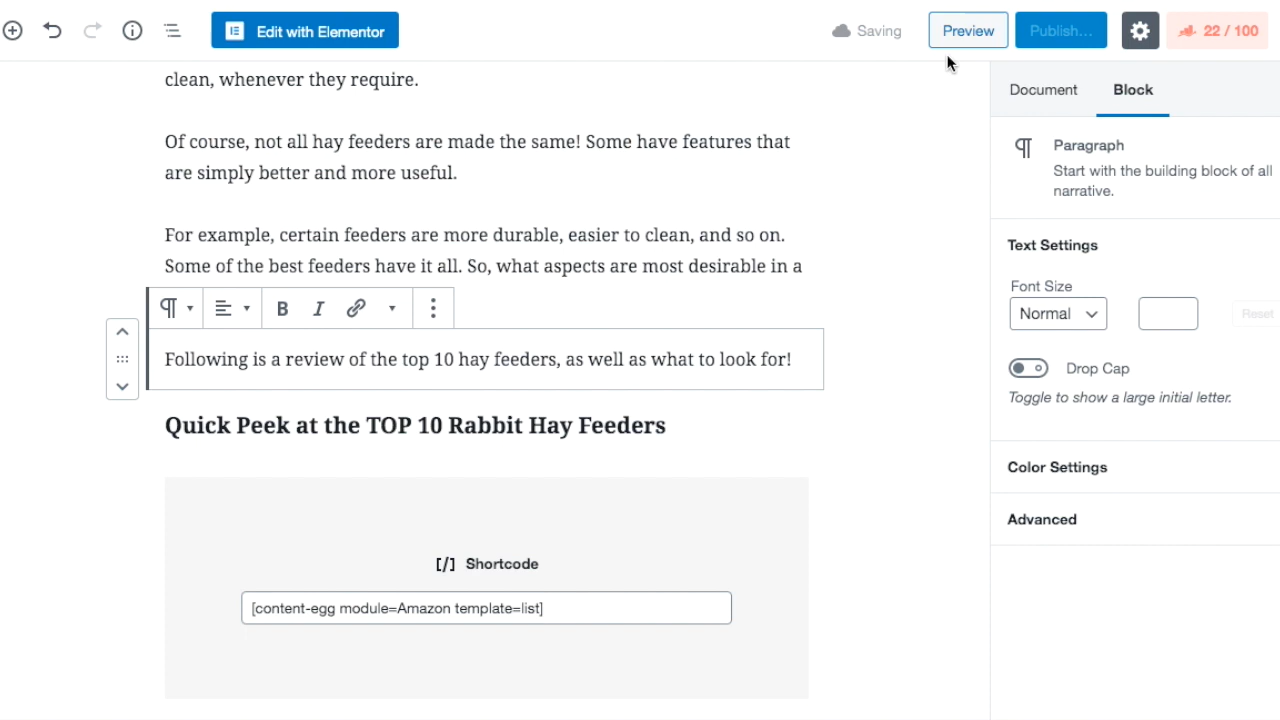 Edit with Elementor
Saving
Preview
Publish...
22 / 100
clean, whenever they require.
Of course, not all hay feeders are made the same! Some have features that
are simply better and more useful.
For example, certain feeders are more durable, easier to clean, and so on.
Some of the best feeders have it all. So, what aspects are most desirable in a
B I
Following is a review of the top 10 hay feeders, as well as what to look for!
Quick Peek at the TOP 10 Rabbit Hay Feeders
[/] Shortcode
[content-egg module=Amazon template=list]
Document
Block
Paragraph
Start with the building block of all
narrative.
Text Settings
Font Size
Normal
Reset
Drop Cap
Toggle to show a large initial letter.
Color Settings
Advanced